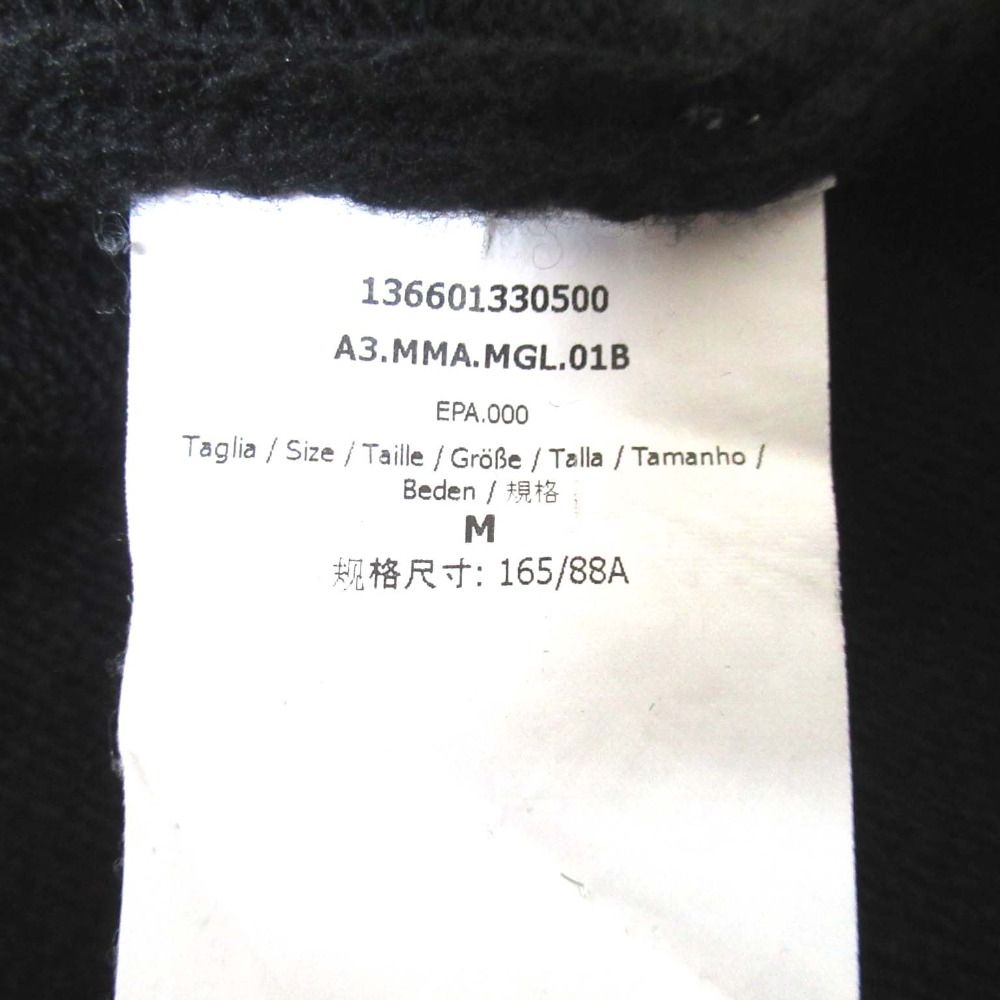 136601330500
A3.MMA.MGL.01B
EPA.000
Taglia / Size / Taille / Größe / Talla / Tamanho /
Beden / 規格
M
规格尺寸: 165/88A